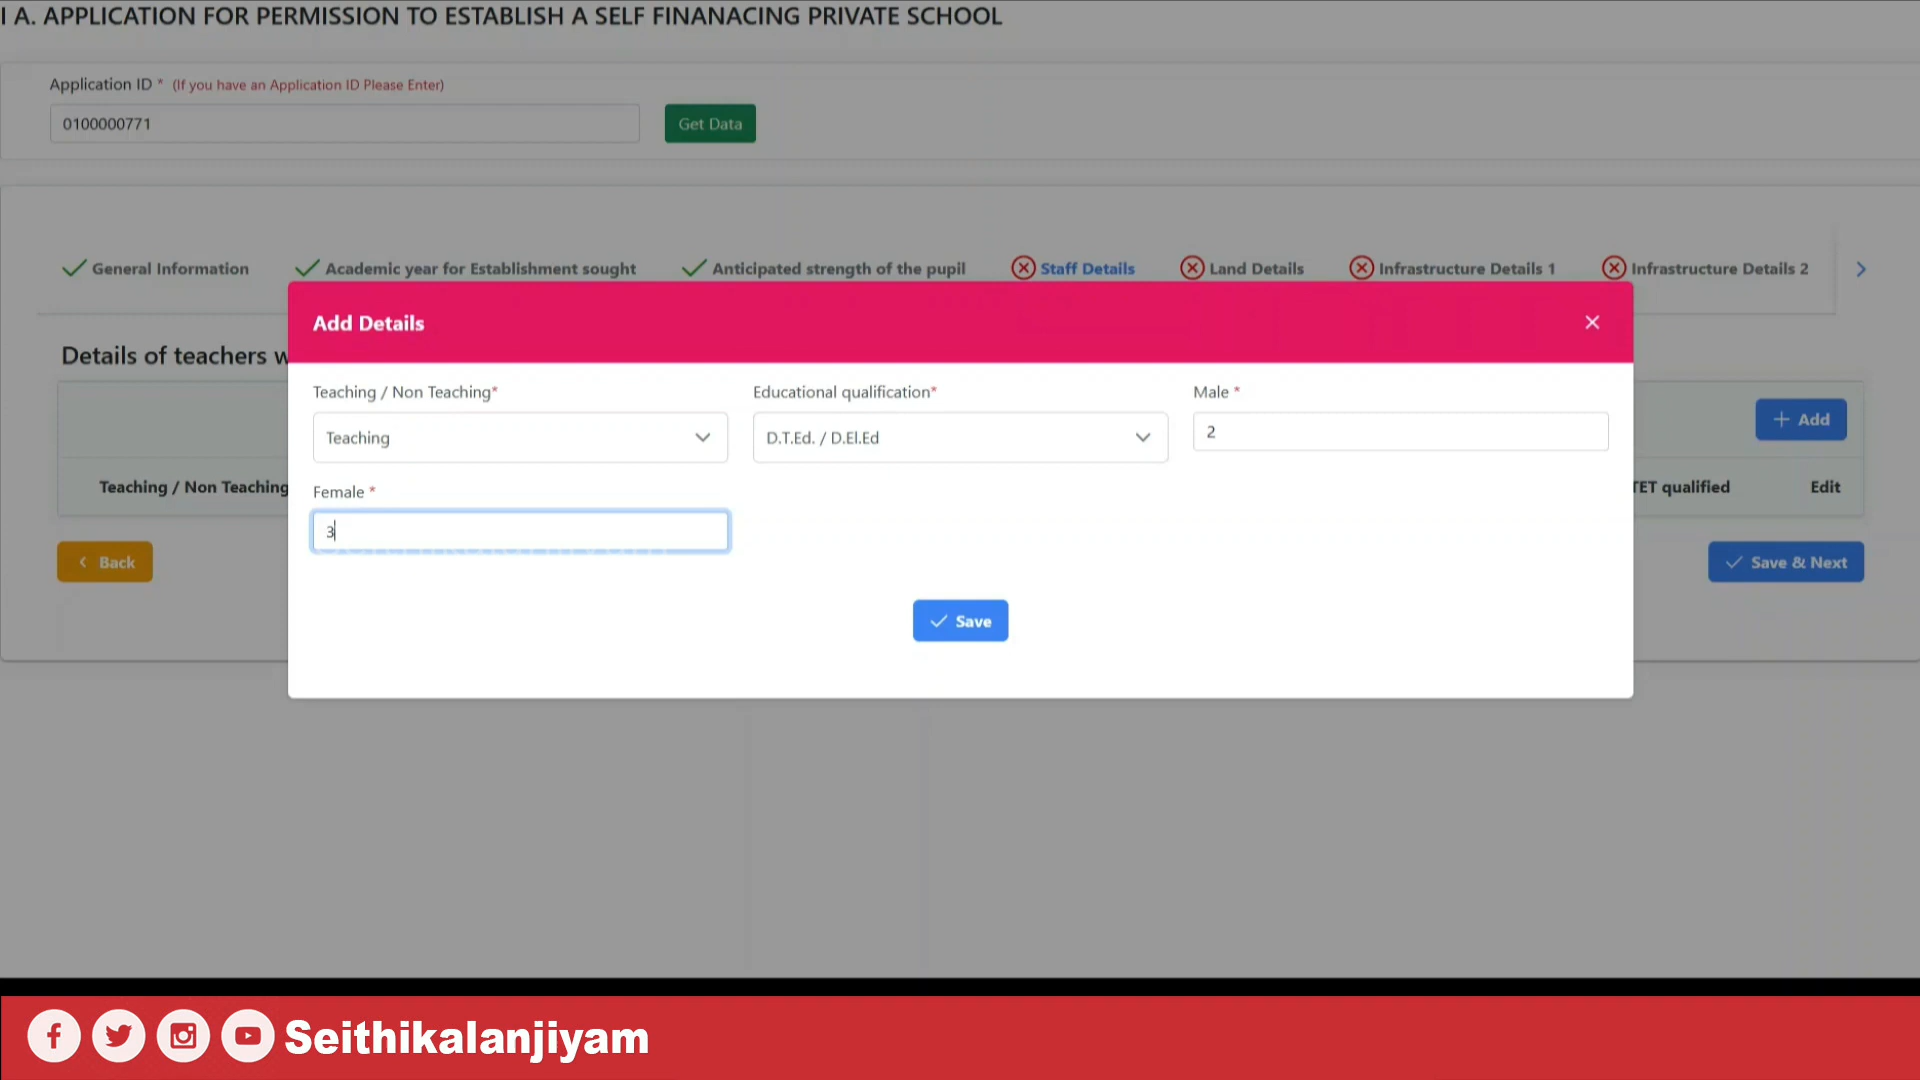 I A. APPLICATION FOR PERMISSION TO ESTABLISH A SELF FINANACING PRIVATE SCHOOL
Application ID * (If you have an Application ID Please Enter)
0100000771
Get Data
General Information
Academic year for Establishment sought
Anticipated strength of the pupil
Staff Details
Land Details
Infrastructure Details 1
Infrastructure Details 2
Add Details
Details of teachers
Teaching / Non Teaching*
Educational qualification*
Male *
Teaching
D.T.Ed. / D.El.Ed
2
Add
Teaching / Non Teaching
Female *
TET qualified
Edit
3
Back
Save & Next
Save
Seithikalanjiyam